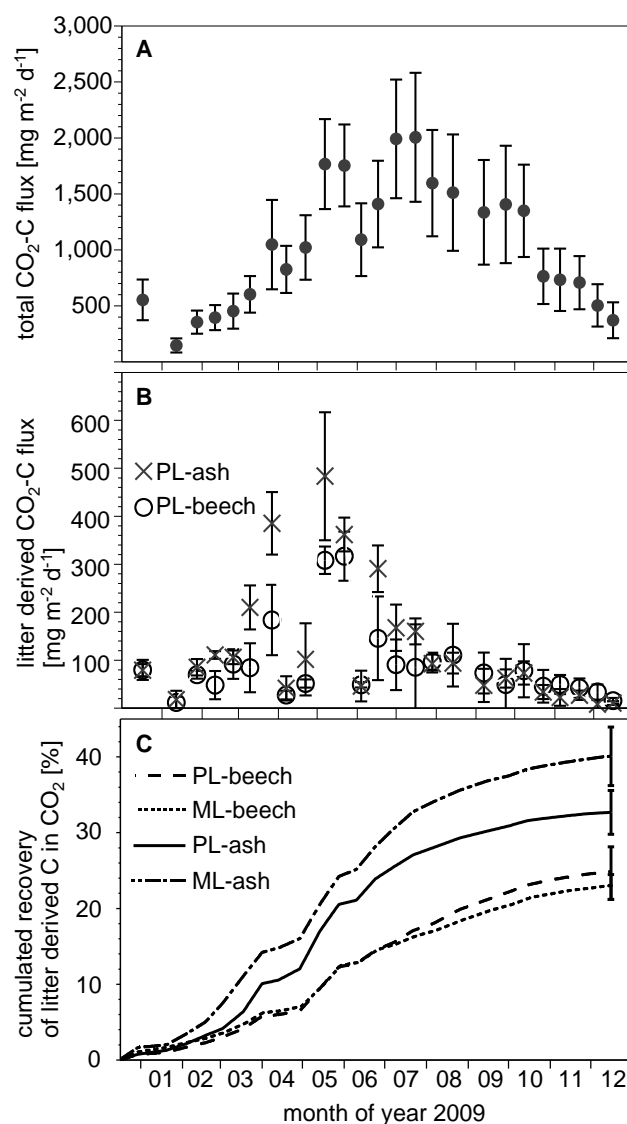 A
3,000
2,500
2,000
1,500
1,000
500
total CO₂-C flux [mg m⁻² d⁻¹]
B
600
500
400
300
200
100
litter derived CO₂-C flux
[mg m⁻² d⁻¹]
PL-ash
PL-beech
C
40
30
20
10
0
cumulated recovery
of litter derived C in CO₂ [%]
PL-beech
ML-beech
PL-ash
ML-ash
01 02 03 04 05 06 07 08 09 10 11 12
month of year 2009